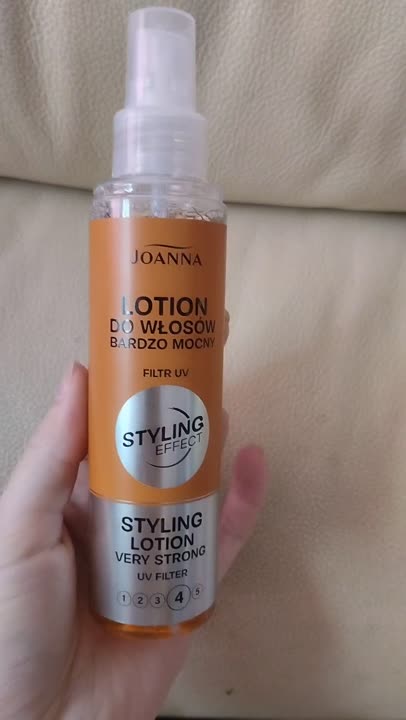 JOANNA
LOTION
DO WŁOSÓW
BARDZO MOCNY
FILTR UV
STYLING
EFFECT
STYLING
LOTION
VERY STRONG
UV FILTER
1 2 3 4 5